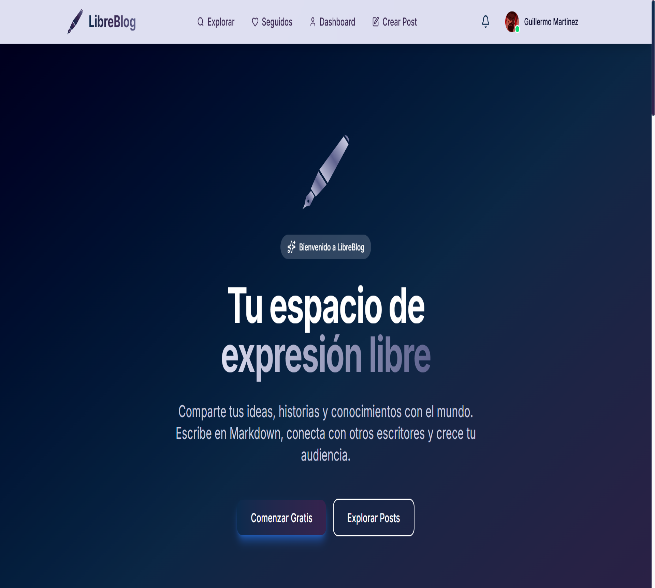 LibreBlog
Explorar
Seguidos
Dashboard
Crear Post
Guillermo Martinez
Bienvenido a LibreBlog
Tu espacio de
expresión libre
Comparte tus ideas, historias y conocimientos con el mundo.
Escribe en Markdown, conecta con otros escritores y crece tu
audiencia.
Comenzar Gratis
Explorar Posts